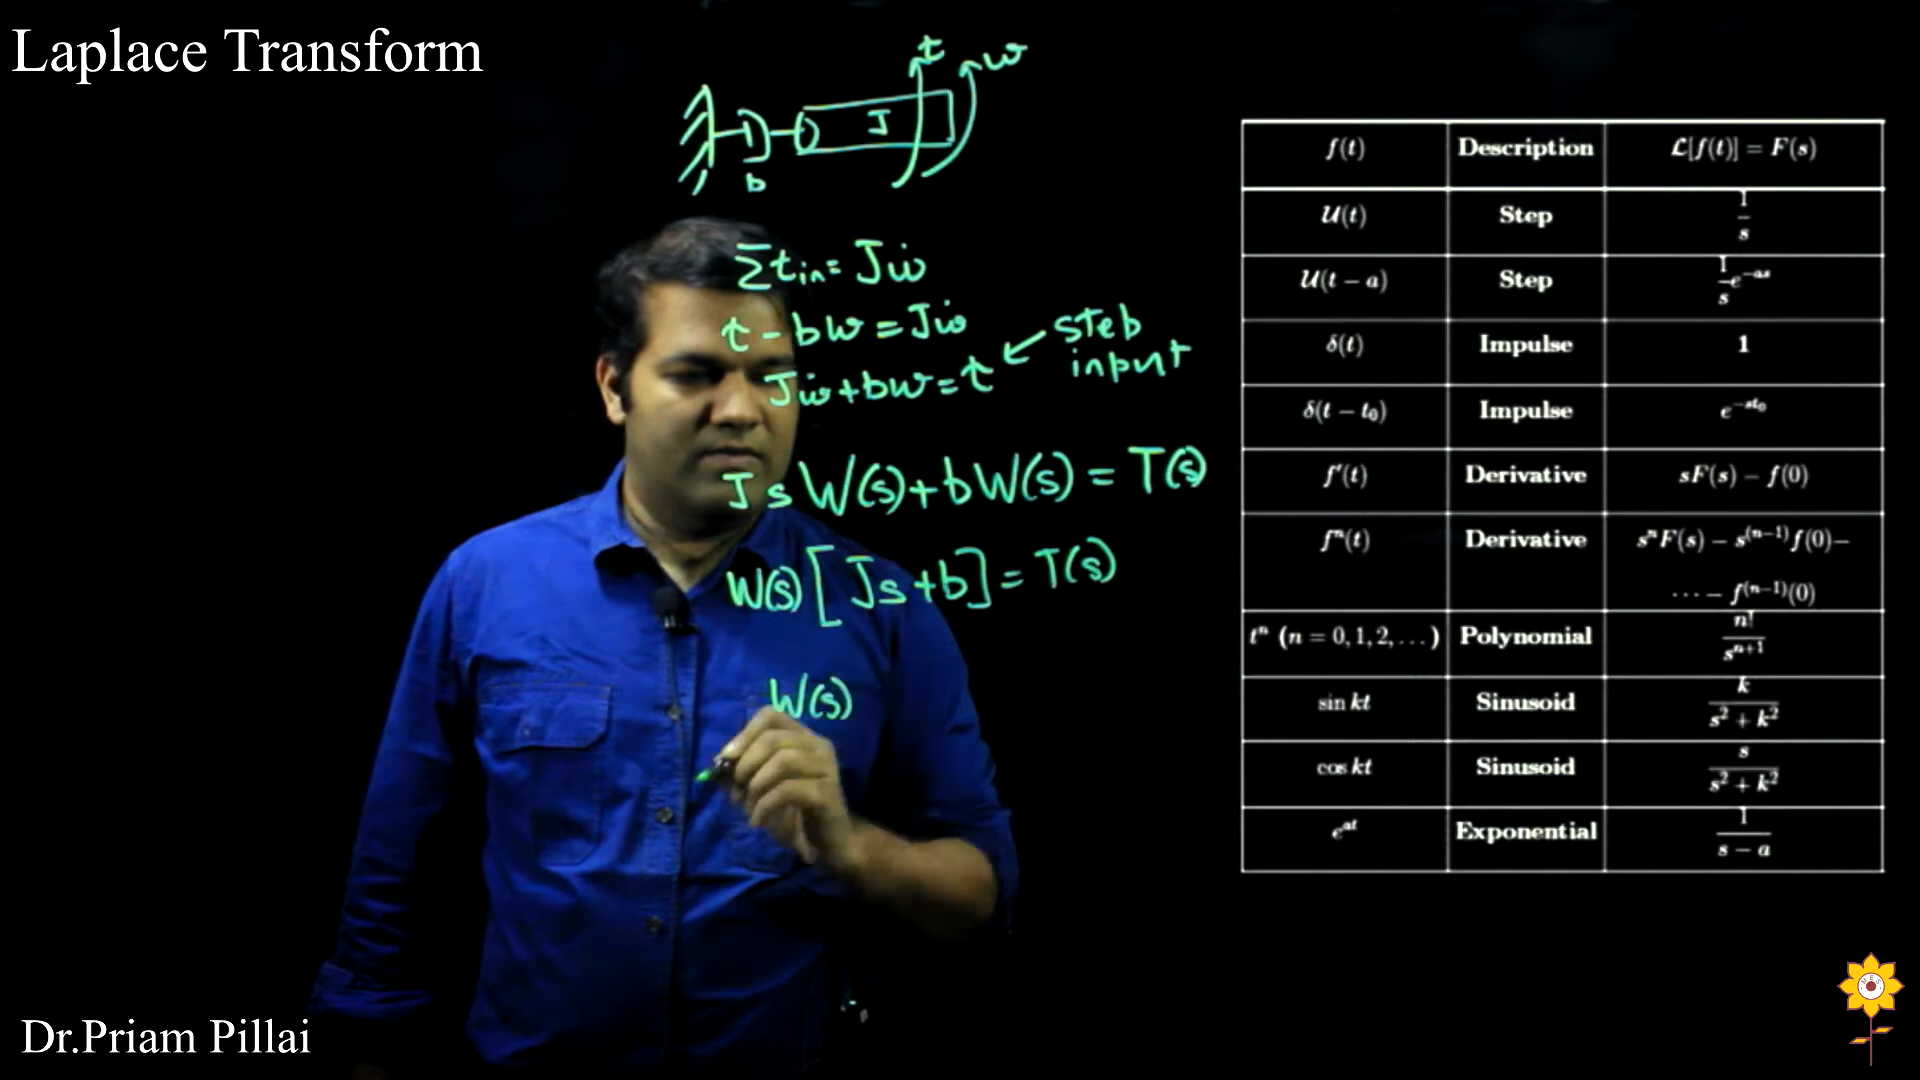 Laplace Transform
t
ω
J
b
Σtin = Jω̇
t - bω = Jω̇
Jω̇ + bω = t ← step input
JsW(s) + bW(s) = T(s)
W(s)[Js + b] = T(s)
W(s)
f(t) Description ℒ[f(t)] = F(s)
𝒰(t) Step 1/s
𝒰(t − a) Step 1/s e^−as
δ(t) Impulse 1
δ(t − t₀) Impulse e^−st₀
f′(t) Derivative sF(s) − f(0)
fⁿ(t) Derivative sⁿF(s) − s^(n−1)f(0)−
⋯ − f^(n−1)(0)
tⁿ (n = 0, 1, 2, …) Polynomial n!/s^n+1
sin kt Sinusoid k/s² + k²
cos kt Sinusoid s/s² + k²
e^at Exponential 1/s − a
Dr.Priam Pillai